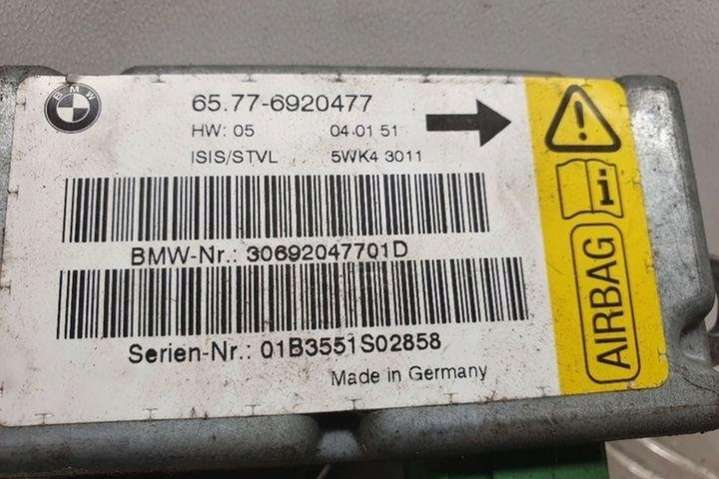 BMW
65.77-6920477
HW: 05 04.01 51
ISIS/STVL 5WK4 3011
BMW-Nr.: 30692047701D
Serien-Nr.: 01B3551S02858
Made in Germany
i
AIRBAG